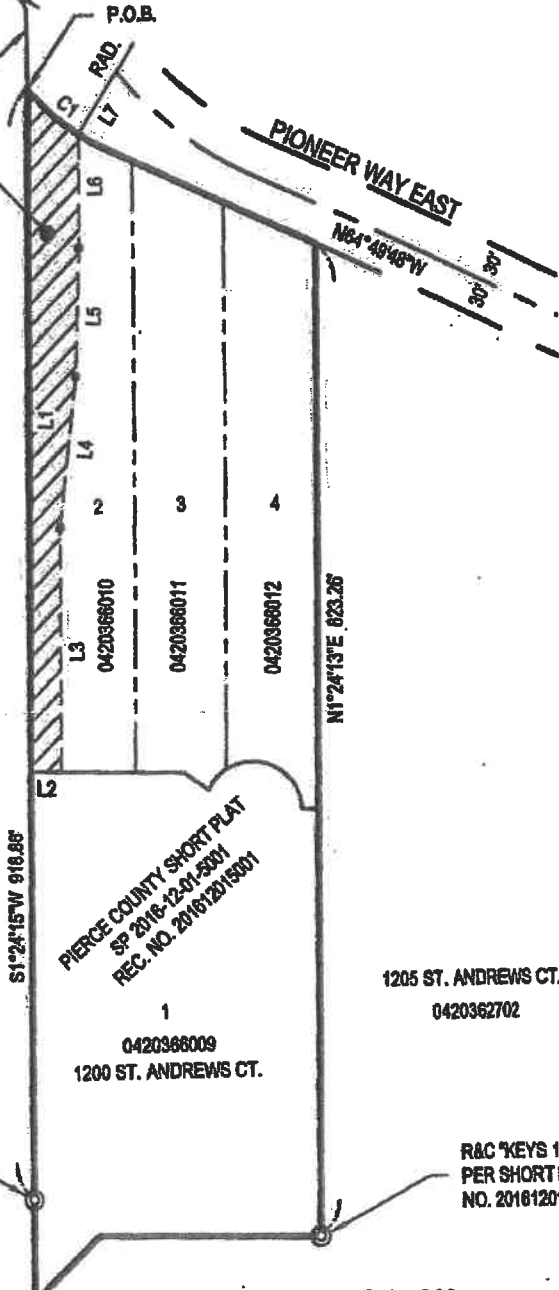 P.O.B.
RAD.
C1
L7
PIONEER WAY EAST
L6
N64°49'48"W
30'
30'
L5
L1
L4
2
3
4
0420366010
0420366011
0420366012
L3
N1°24'13"E 623.26'
L2
S1°24'15"W 916.86'
PIERCE COUNTY SHORT PLAT
SP 2016-12-01-5001
REC. NO. 201612015001
1
0420366009
1200 ST. ANDREWS CT.
1205 ST. ANDREWS CT.
0420362702
R&C "KEYS 1
PER SHORT
NO. 2016120